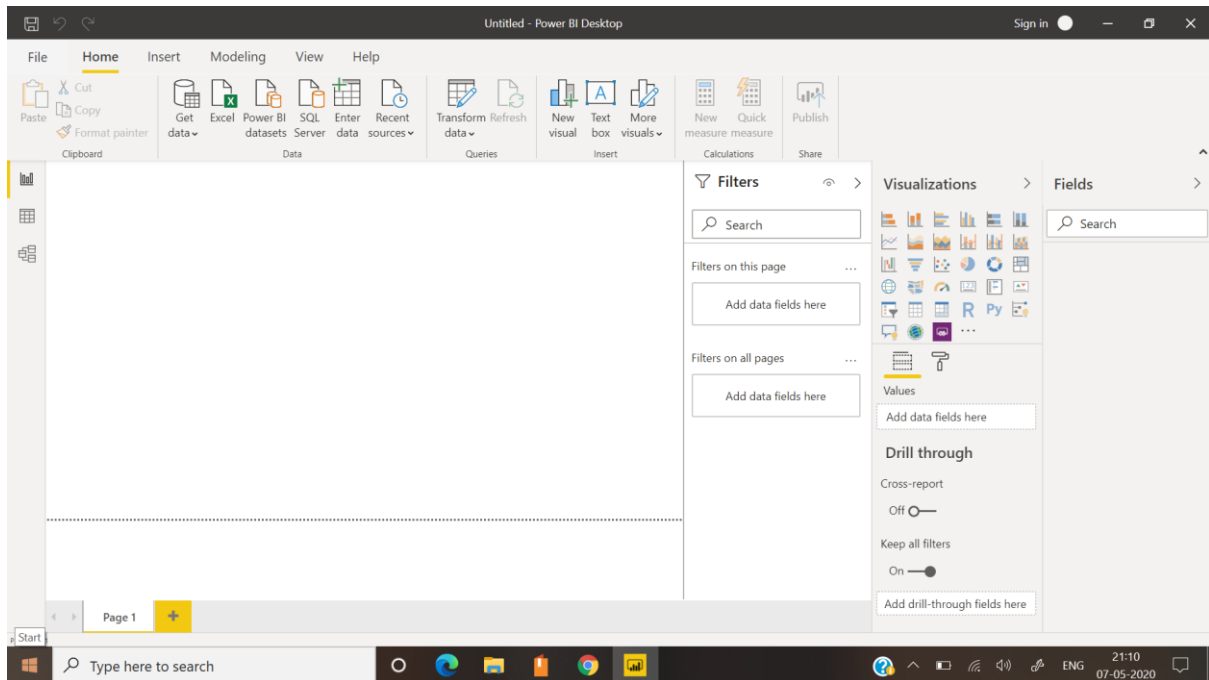 Untitled - Power BI Desktop
Sign in
File Home Insert Modeling View Help
Paste
Cut
Copy
Format painter
Get data
Excel
Power BI datasets
SQL Server
Enter data
Recent sources
Transform data
Refresh
New visual
Text box
More visuals
New measure
Quick measure
Publish
Clipboard
Data
Queries
Insert
Calculations
Share
Filters
Search
Filters on this page
Add data fields here
Filters on all pages
Add data fields here
Visualizations
R Py
123
Values
Add data fields here
Drill through
Cross-report
Off
Keep all filters
On
Add drill-through fields here
Fields
Search
Page 1
Start
Type here to search
ENG
21:10
07-05-2020